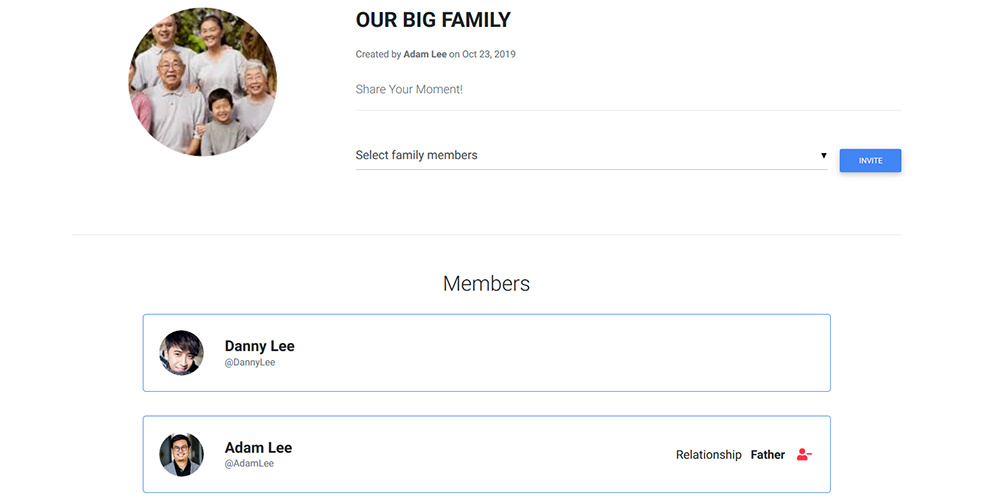 OUR BIG FAMILY
Created by Adam Lee on Oct 23, 2019
Share Your Moment!
Select family members
INVITE
Members
Danny Lee
@DannyLee
Adam Lee
@AdamLee
Relationship Father